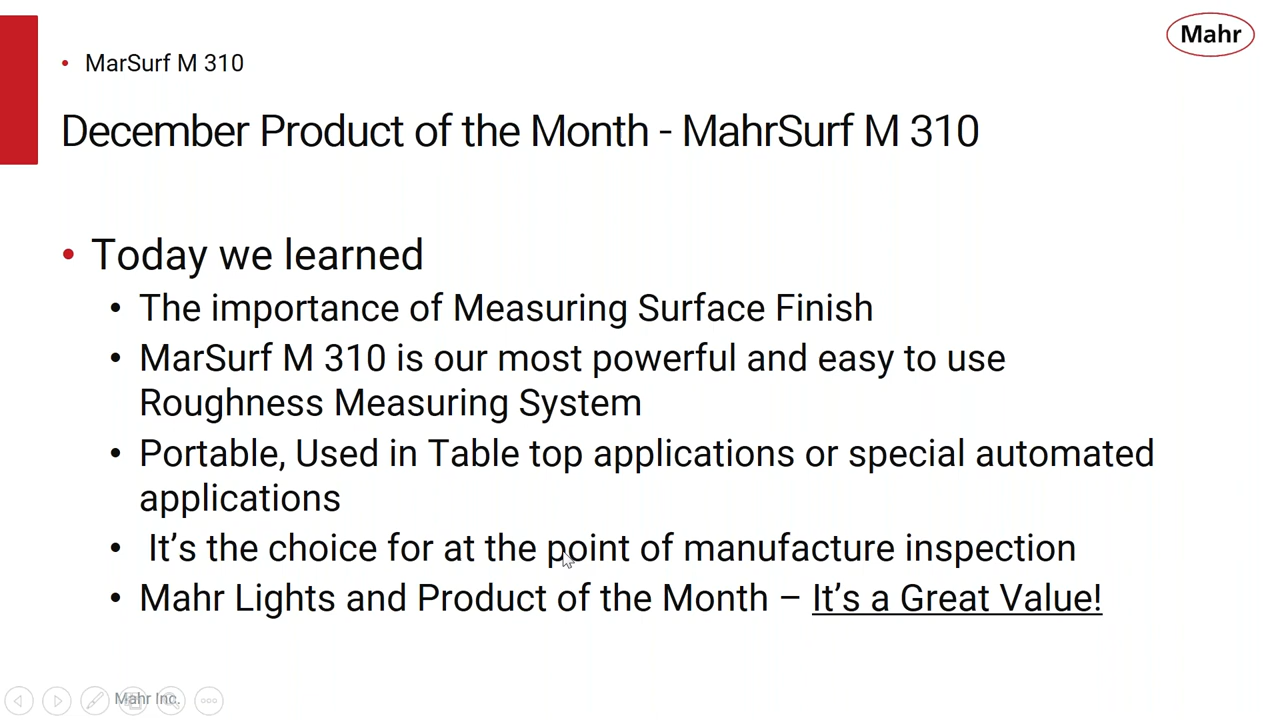 Mahr
MarSurf M 310
December Product of the Month - MahrSurf M 310
• Today we learned
• The importance of Measuring Surface Finish
• MarSurf M 310 is our most powerful and easy to use
Roughness Measuring System
• Portable, Used in Table top applications or special automated
applications
• It’s the choice for at the point of manufacture inspection
• Mahr Lights and Product of the Month – It’s a Great Value!
Mahr Inc.